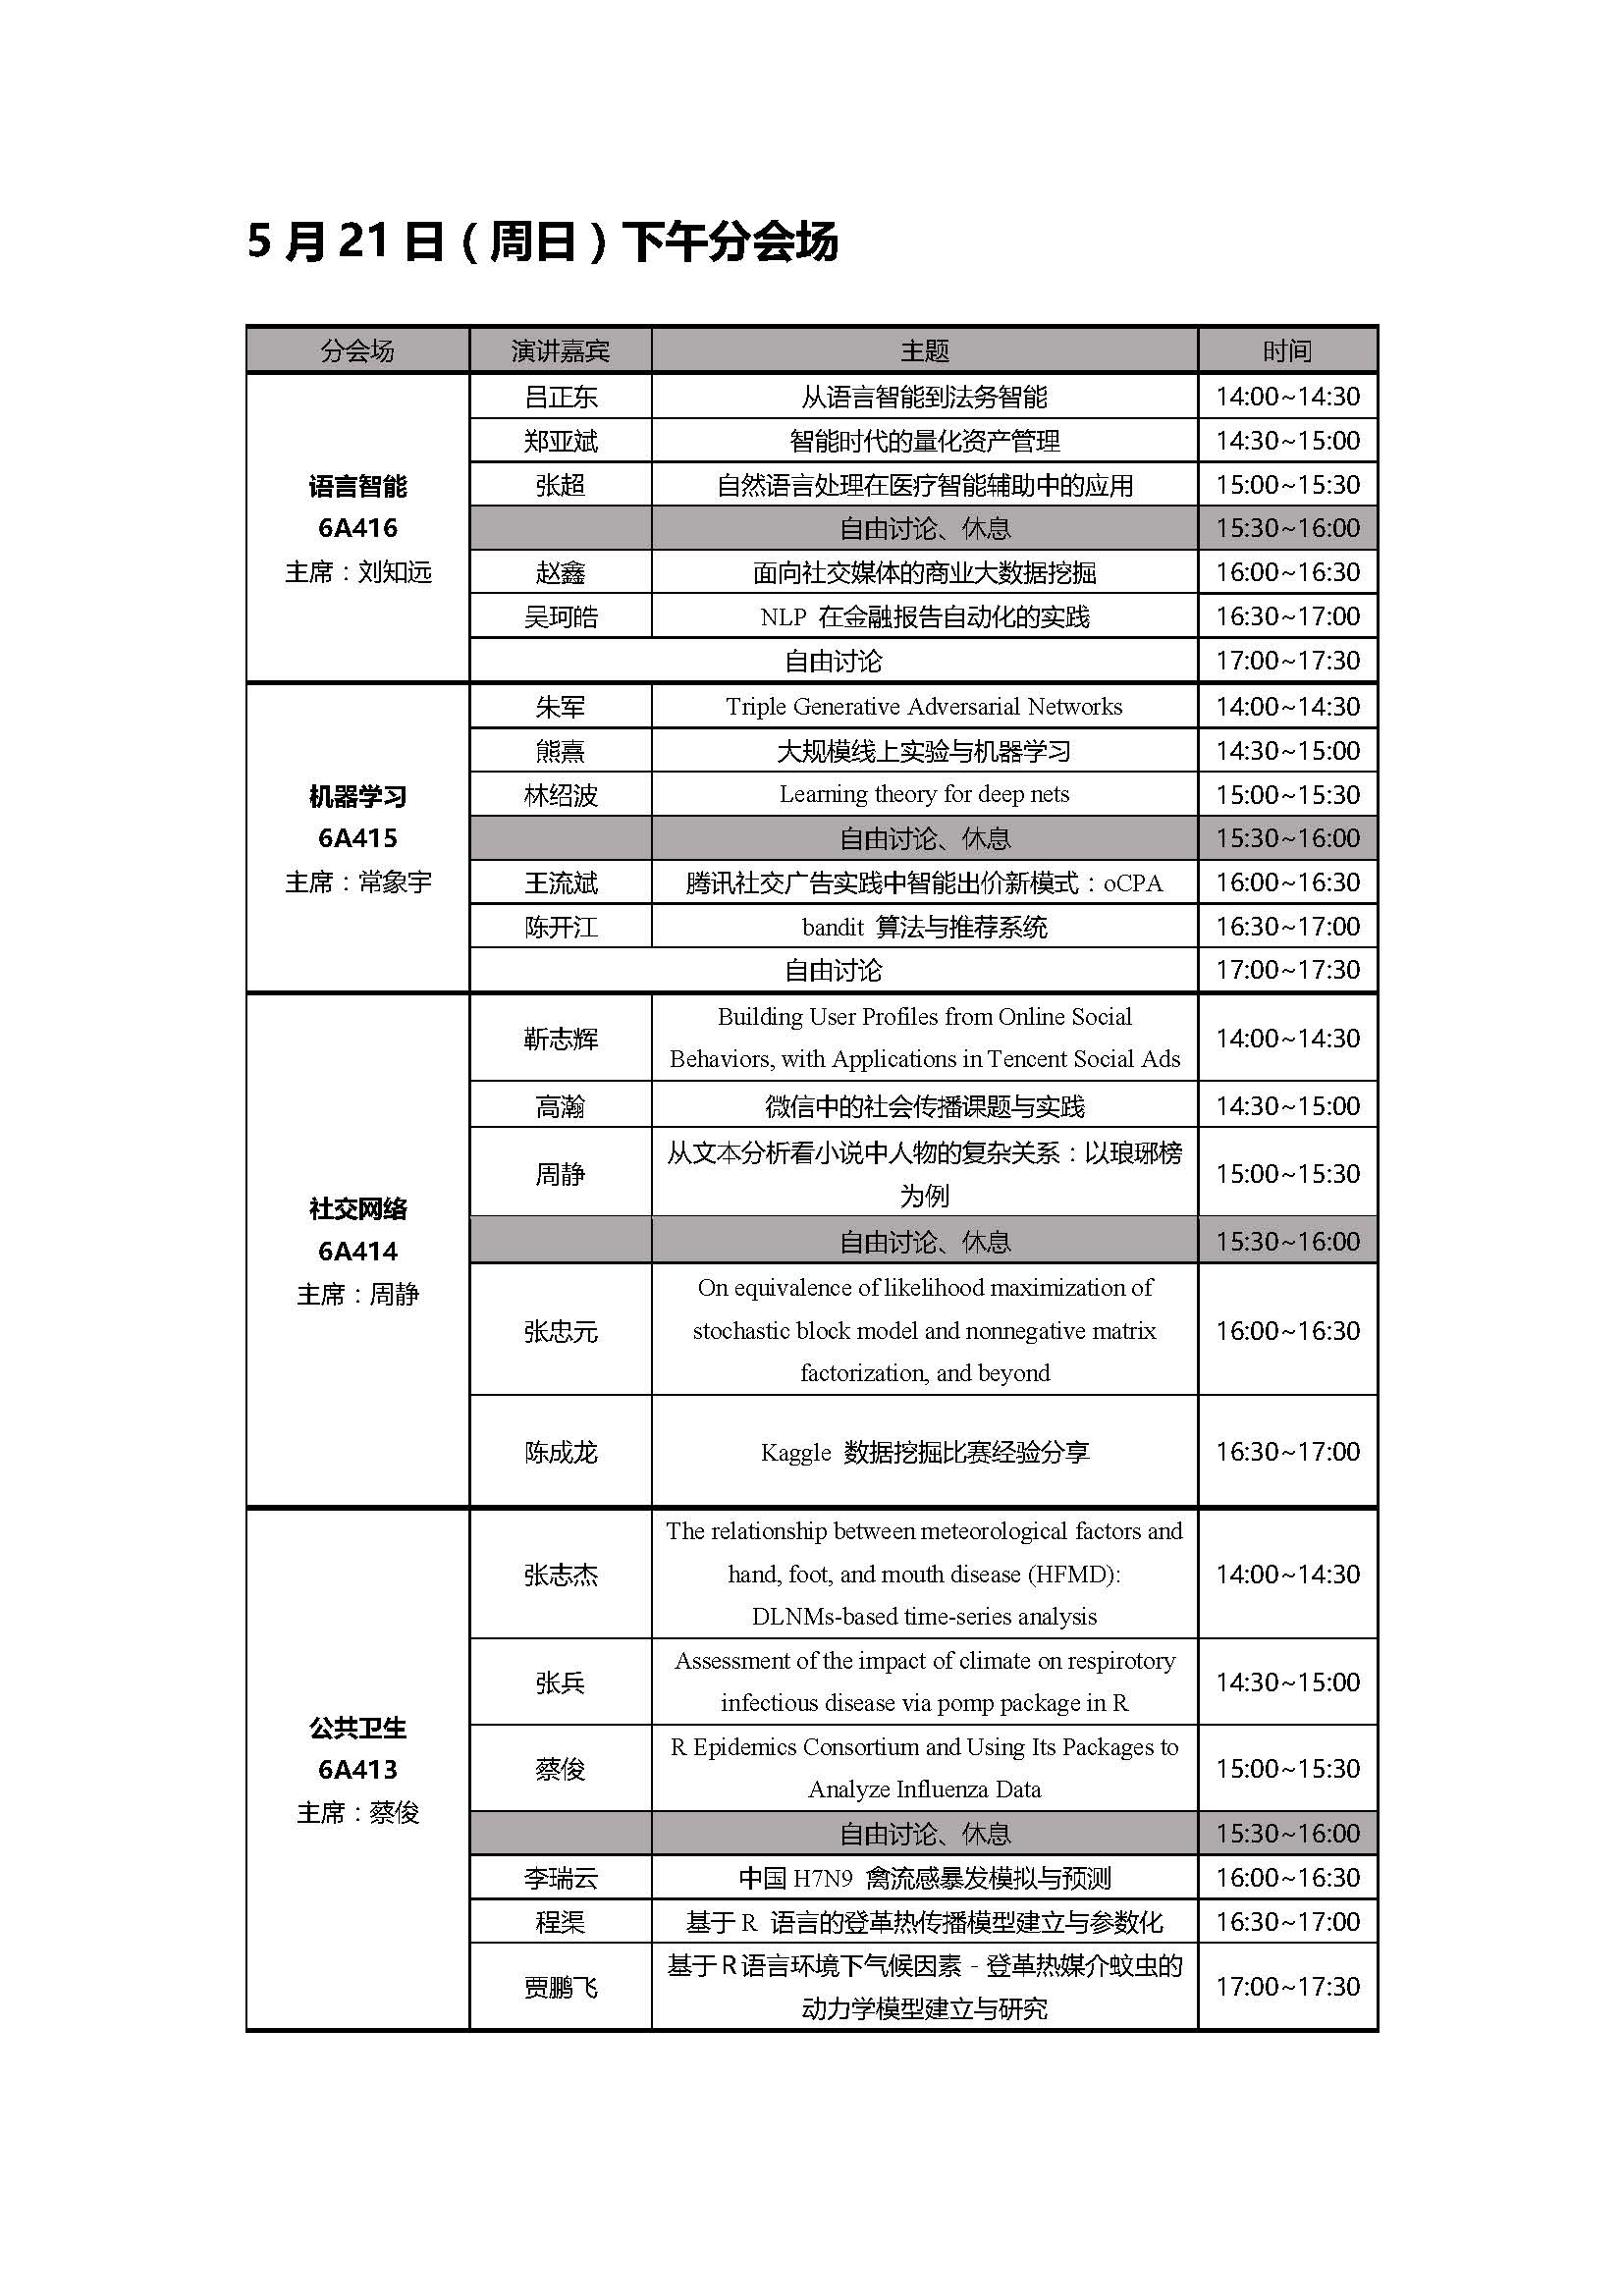 5 月 21 日（周日）下午分会场
分会场 演讲嘉宾 主题 时间
语言智能
6A416
主席：刘知远
吕正东 从语言智能到法务智能 14:00~14:30
郑亚斌 智能时代的量化资产管理 14:30~15:00
张超 自然语言处理在医疗智能辅助中的应用 15:00~15:30
自由讨论、休息 15:30~16:00
赵鑫 面向社交媒体的商业大数据挖掘 16:00~16:30
吴珂皓 NLP 在金融报告自动化的实践 16:30~17:00
自由讨论 17:00~17:30
机器学习
6A415
主席：常象宇
朱军 Triple Generative Adversarial Networks 14:00~14:30
熊熹 大规模线上实验与机器学习 14:30~15:00
林绍波 Learning theory for deep nets 15:00~15:30
自由讨论、休息 15:30~16:00
王流斌 腾讯社交广告实践中智能出价新模式：oCPA 16:00~16:30
陈开江 bandit 算法与推荐系统 16:30~17:00
自由讨论 17:00~17:30
社交网络
6A414
主席：周静
靳志辉 Building User Profiles from Online Social
Behaviors, with Applications in Tencent Social Ads 14:00~14:30
高瀚 微信中的社会传播课题与实践 14:30~15:00
周静 从文本分析看小说中人物的复杂关系：以琅琊榜
为例 15:00~15:30
自由讨论、休息 15:30~16:00
张忠元 On equivalence of likelihood maximization of
stochastic block model and nonnegative matrix
factorization, and beyond 16:00~16:30
陈成龙 Kaggle 数据挖掘比赛经验分享 16:30~17:00
公共卫生
6A413
主席：蔡俊
张志杰 The relationship between meteorological factors and
hand, foot, and mouth disease (HFMD):
DLNMs-based time-series analysis 14:00~14:30
张兵 Assessment of the impact of climate on respirotory
infectious disease via pomp package in R 14:30~15:00
蔡俊 R Epidemics Consortium and Using Its Packages to
Analyze Influenza Data 15:00~15:30
自由讨论、休息 15:30~16:00
李瑞云 中国 H7N9 禽流感暴发模拟与预测 16:00~16:30
程渠 基于 R 语言的登革热传播模型建立与参数化 16:30~17:00
贾鹏飞 基于 R 语言环境下气候因素 - 登革热媒介蚊虫的
动力学模型建立与研究 17:00~17:30